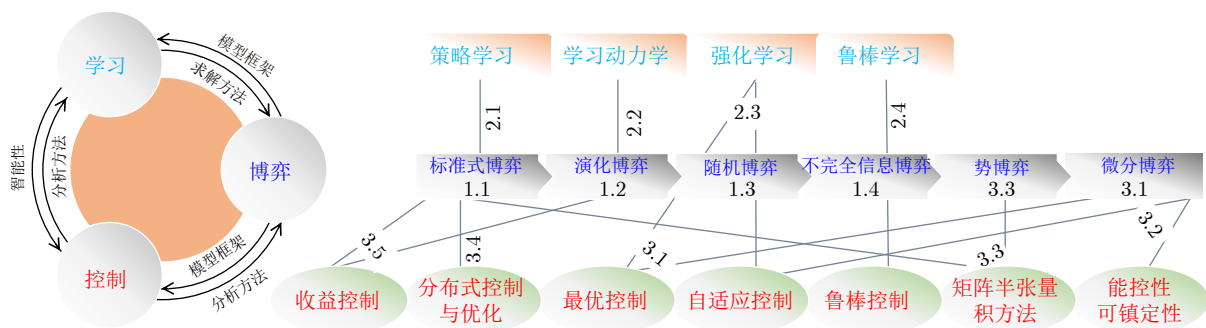 学习
模型框架
求解方法
智能性
分析方法
博弈
控制
模型框架
分析方法
策略学习
学习动力学
强化学习
鲁棒学习
2.1
2.2
2.3
2.4
标准式博弈
1.1
演化博弈
1.2
随机博弈
1.3
不完全信息博弈
1.4
势博弈
3.3
微分博弈
3.1
3.5
3.4
3.1
3.3
3.2
收益控制
分布式控制
与优化
最优控制
自适应控制
鲁棒控制
矩阵半张量
积方法
能控性
可镇定性